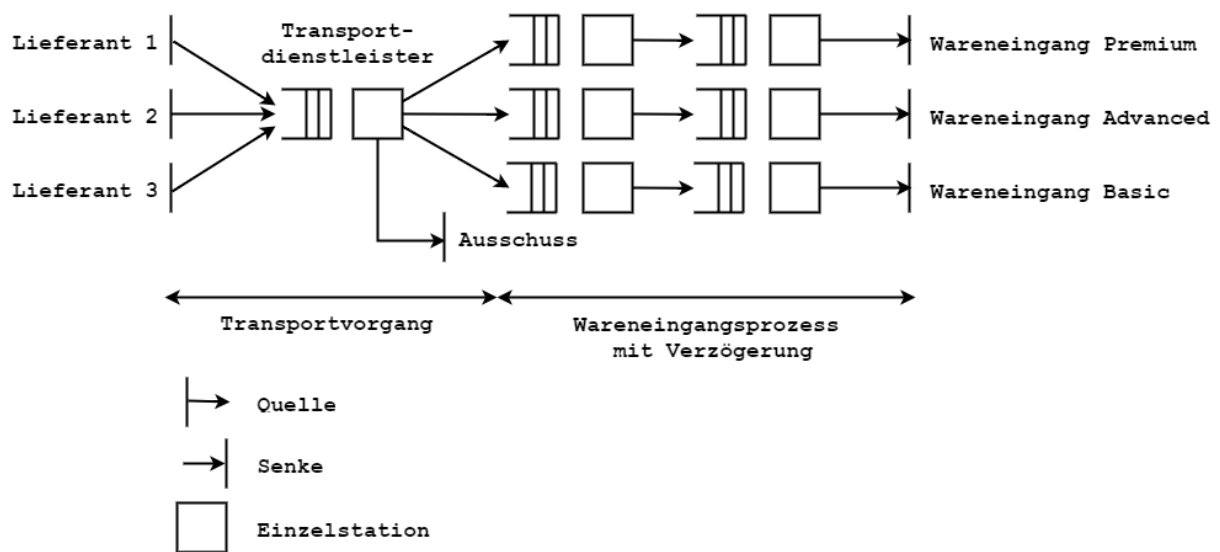 Lieferant 1
Lieferant 2
Lieferant 3
Transport-
dienstleister
Ausschuss
Wareneingang Premium
Wareneingang Advanced
Wareneingang Basic
Transportvorgang
Wareneingangsprozess
mit Verzögerung
Quelle
Senke
Einzelstation